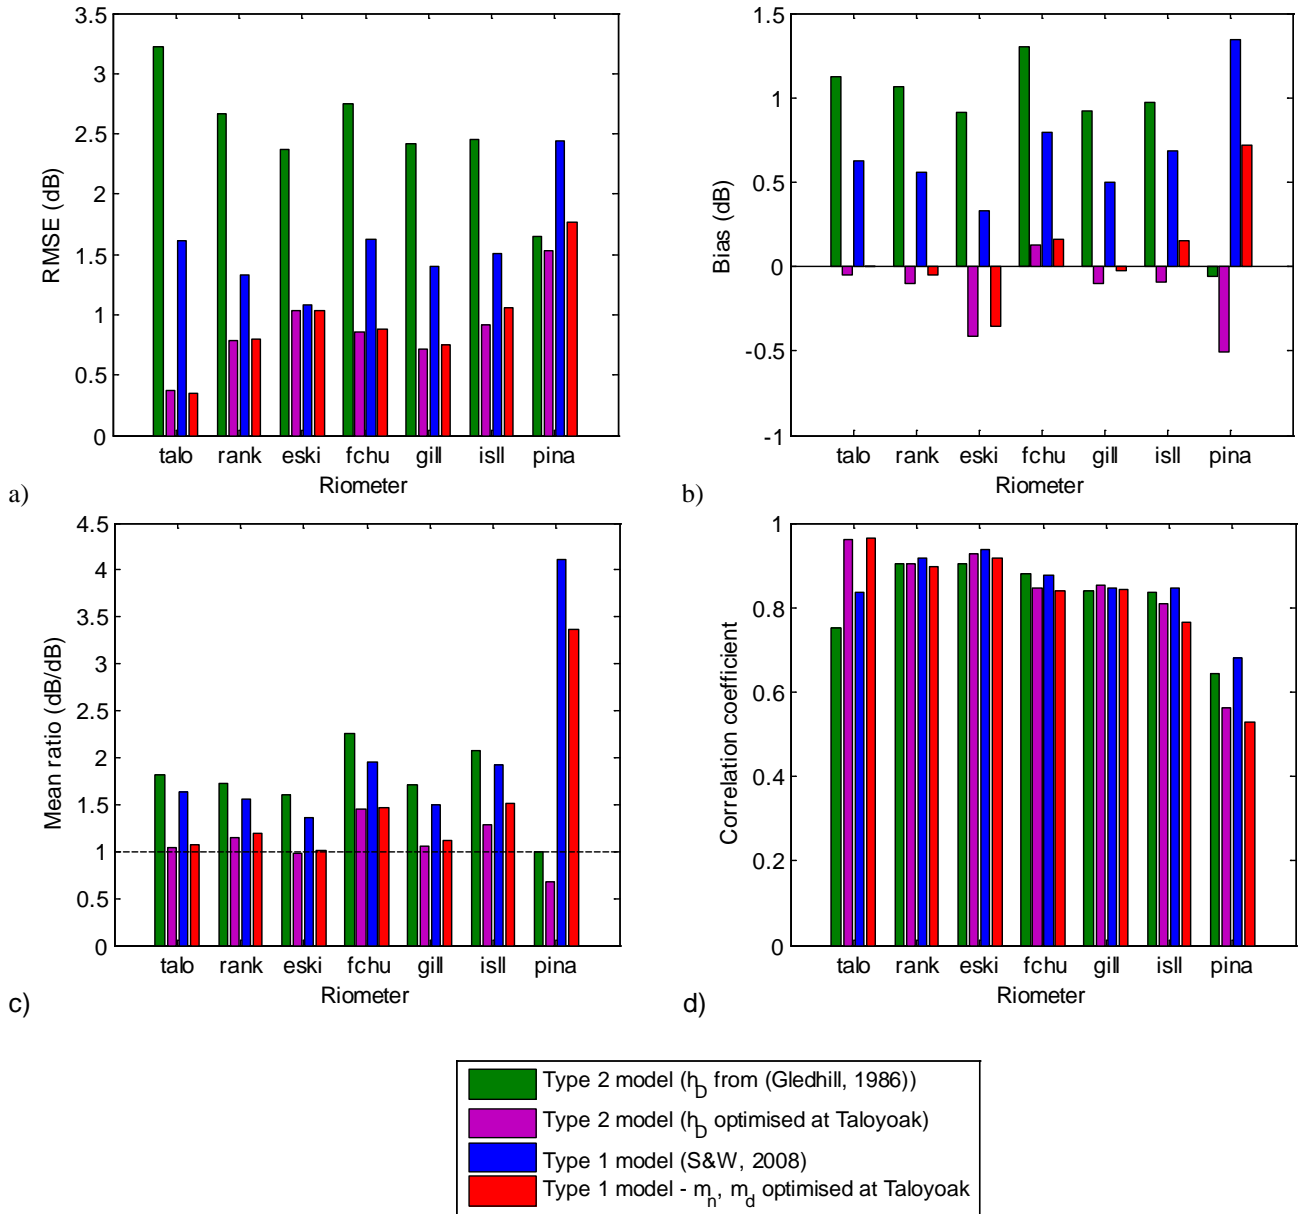 3.5
3
2.5
2
1.5
1
0.5
0
RMSE (dB)
talo rank eski fchu gill isll pina
Riometer
a)
1.5
1
0.5
0
-0.5
-1
Bias (dB)
talo rank eski fchu gill isll pina
Riometer
b)
4.5
4
3.5
3
2.5
2
1.5
1
0.5
0
Mean ratio (dB/dB)
talo rank eski fchu gill isll pina
Riometer
c)
1
0.8
0.6
0.4
0.2
0
Correlation coefficient
talo rank eski fchu gill isll pina
Riometer
d)
Type 2 model (h_D from (Gledhill, 1986))
Type 2 model (h_D optimised at Taloyoak)
Type 1 model (S&W, 2008)
Type 1 model - m_n, m_d optimised at Taloyoak